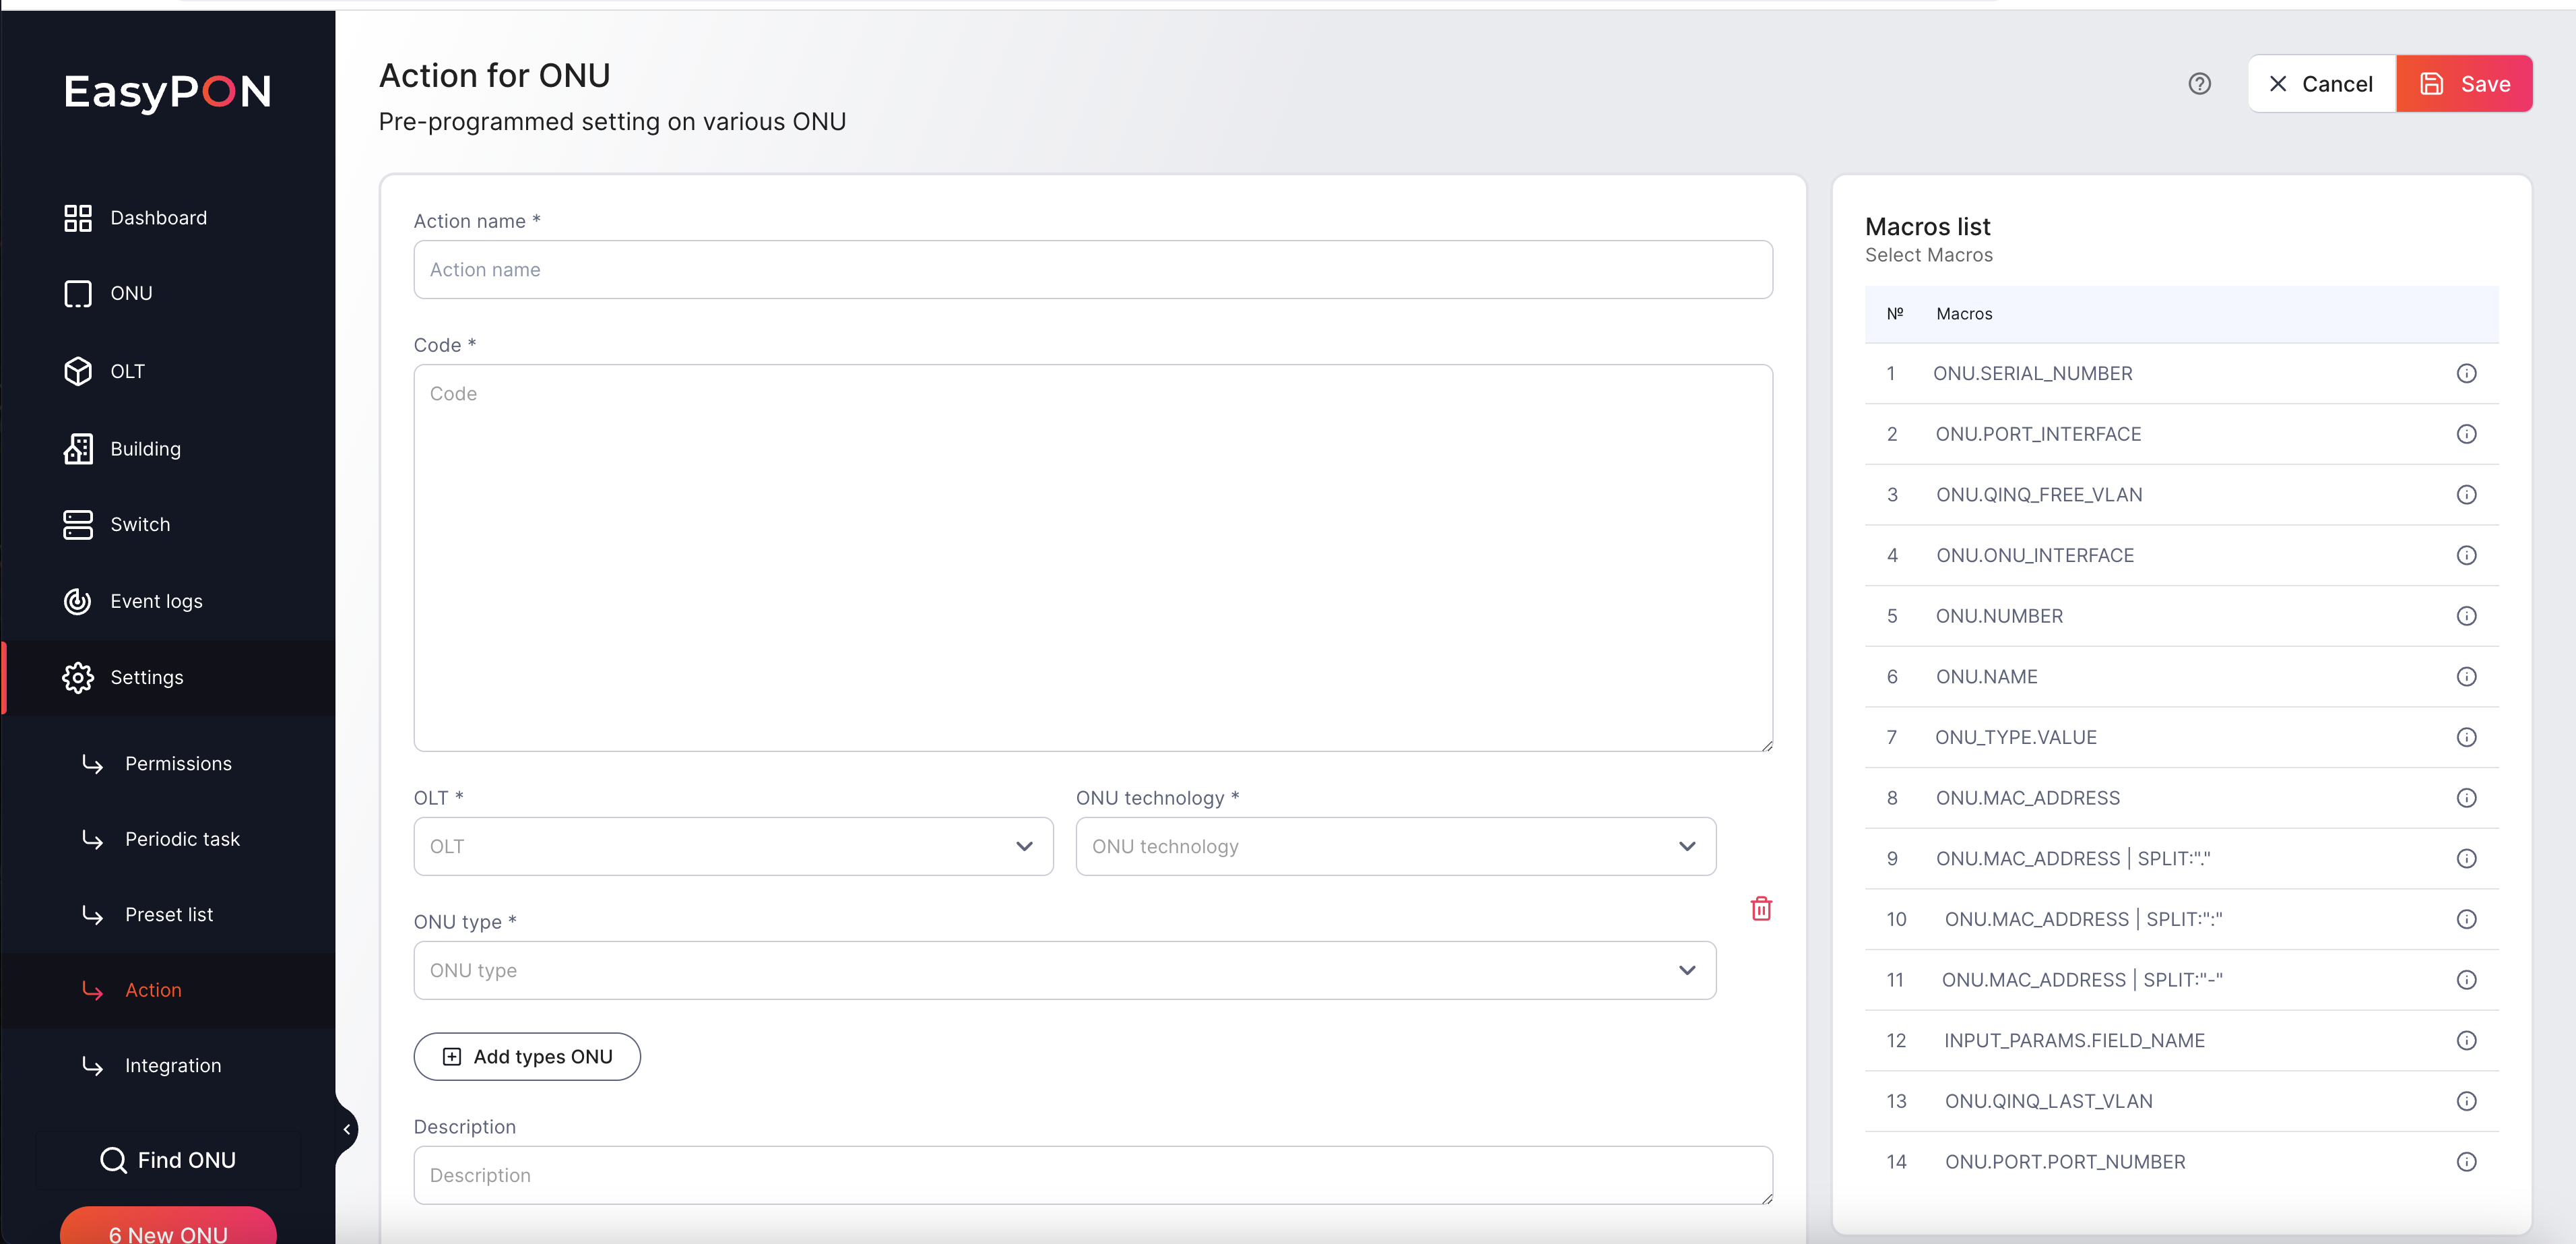 EasyPON
Dashboard
ONU
OLT
Building
Switch
Event logs
Settings
Permissions
Periodic task
Preset list
Action
Integration
Find ONU
6 New ONU
Action for ONU
Pre-programmed setting on various ONU
Cancel
Save
Action name *
Action name
Code *
Code
OLT *
OLT
ONU technology *
ONU technology
ONU type *
ONU type
Add types ONU
Description
Description
Macros list
Select Macros
№ Macros
1 ONU.SERIAL_NUMBER
2 ONU.PORT_INTERFACE
3 ONU.QINQ_FREE_VLAN
4 ONU.ONU_INTERFACE
5 ONU.NUMBER
6 ONU.NAME
7 ONU_TYPE.VALUE
8 ONU.MAC_ADDRESS
9 ONU.MAC_ADDRESS | SPLIT:"."
10 ONU.MAC_ADDRESS | SPLIT:":"
11 ONU.MAC_ADDRESS | SPLIT:"-"
12 INPUT_PARAMS.FIELD_NAME
13 ONU.QINQ_LAST_VLAN
14 ONU.PORT.PORT_NUMBER